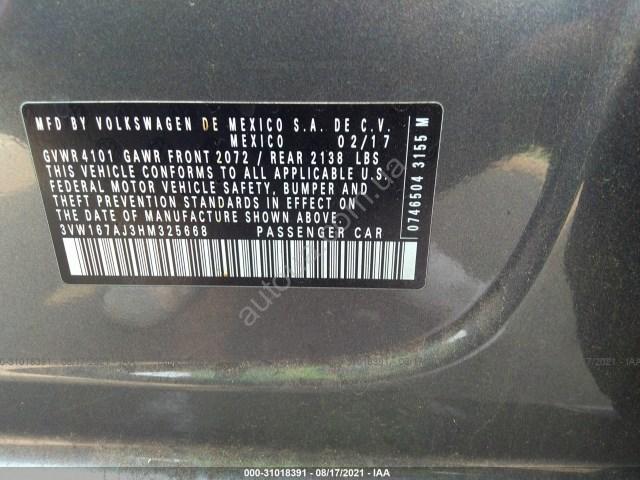 MFD BY VOLKSWAGEN DE MEXICO S.A. DE C.V.
MEXICO 02/17
GVWR 4101 GAWR FRONT 2072 / REAR 2138 LBS
THIS VEHICLE CONFORMS TO ALL APPLICABLE U.S.
FEDERAL MOTOR VEHICLE SAFETY, BUMPER AND
THEFT PREVENTION STANDARDS IN EFFECT ON
THE DATE OF MANUFACTURE SHOWN ABOVE
3VW167AJ3HM325668 PASSENGER CAR
0746504 3155 M
000-31018391 - 08/17/2021 - IAA